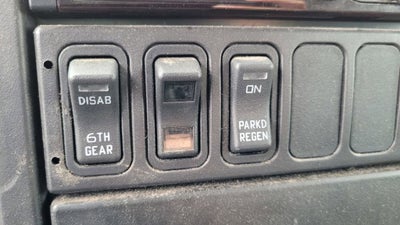 DISAB
6TH
GEAR
ON
PARKD
REGEN